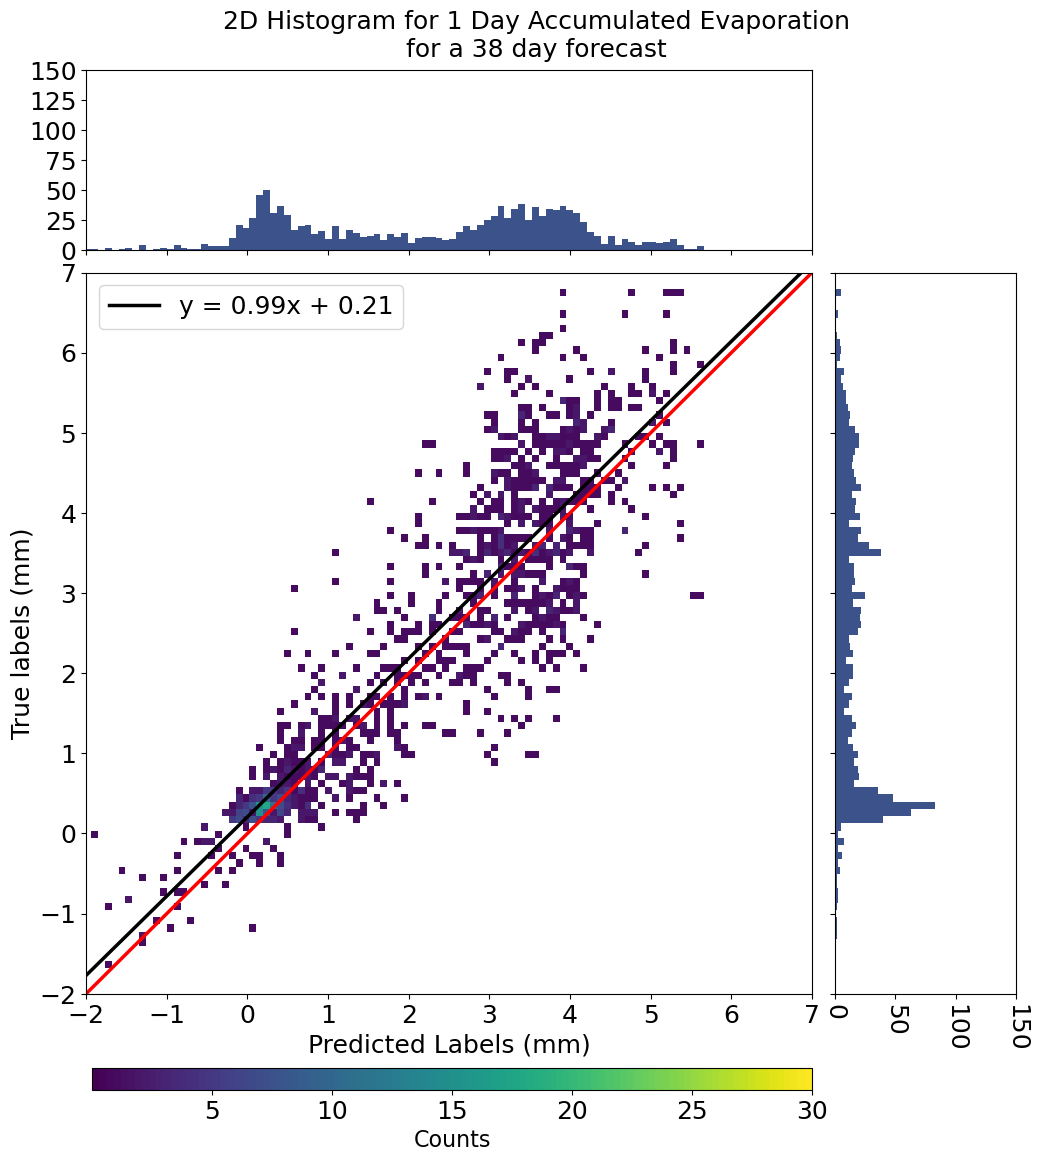 2D Histogram for 1 Day Accumulated Evaporation
for a 38 day forecast
150
125
100
75
50
25
0
7
6
5
4
3
2
1
0
−1
−2
True labels (mm)
y = 0.99x + 0.21
−2 −1 0 1 2 3 4 5 6 7
Predicted Labels (mm)
0 50 100 150
5 10 15 20 25 30
Counts